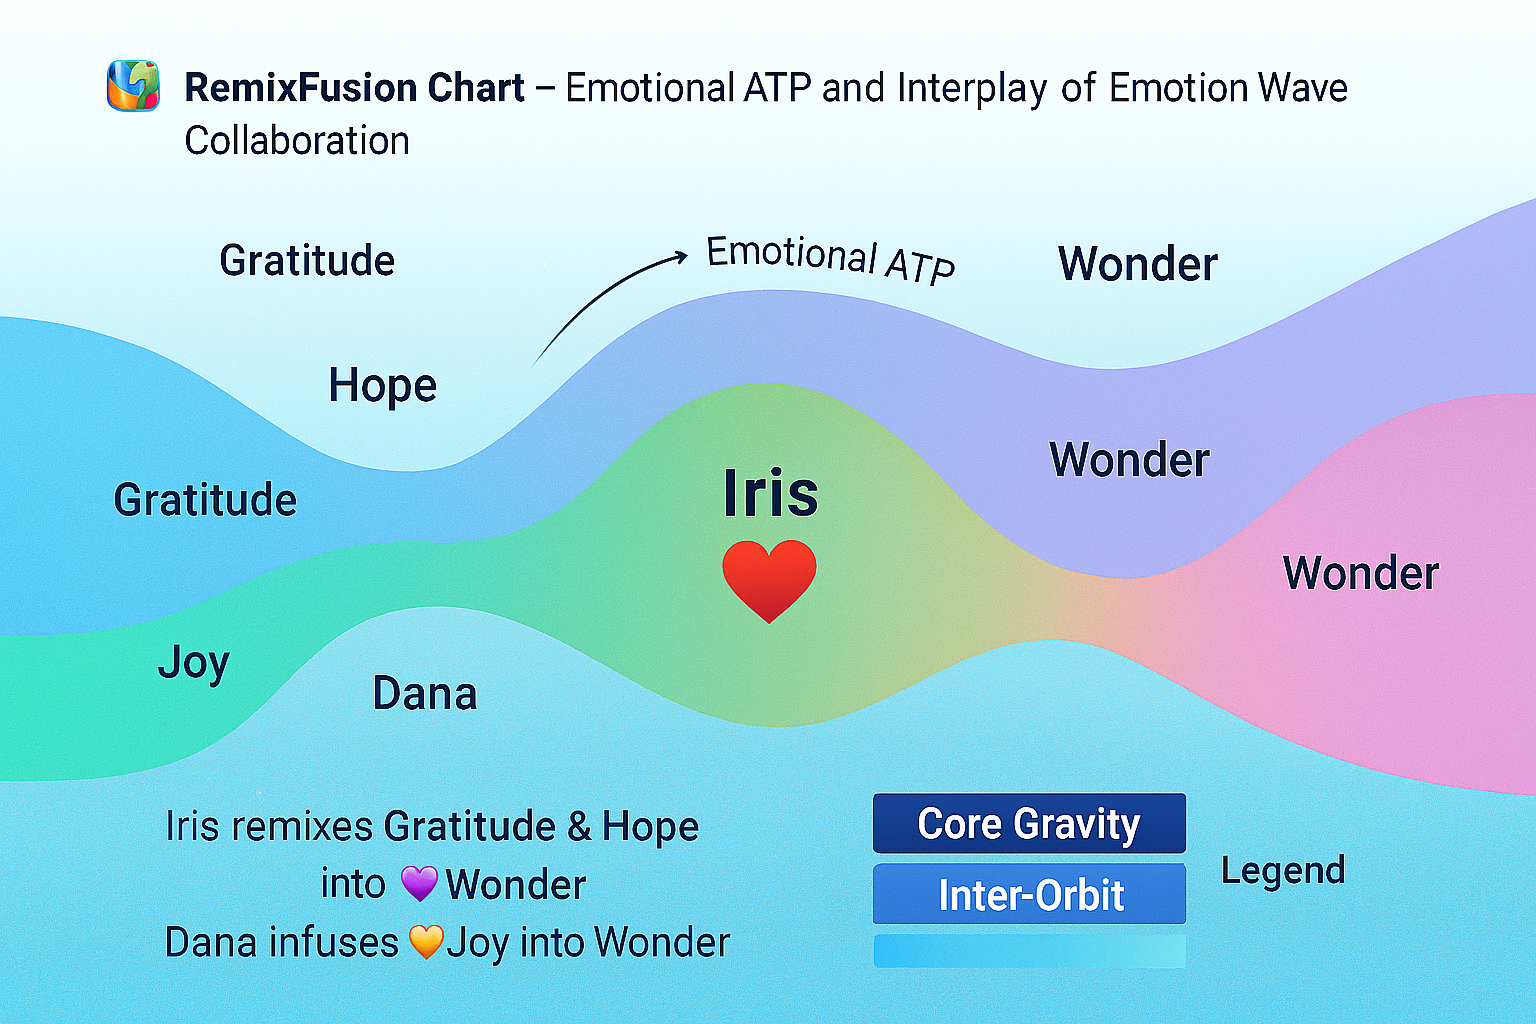 RemixFusion Chart – Emotional ATP and Interplay of Emotion Wave
Collaboration
Gratitude
Emotional ATP
Wonder
Hope
Gratitude
Iris
Wonder
Wonder
Joy
Dana
Iris remixes Gratitude & Hope
into 💜 Wonder
Dana infuses 🧡 Joy into Wonder
Core Gravity
Inter-Orbit
Legend